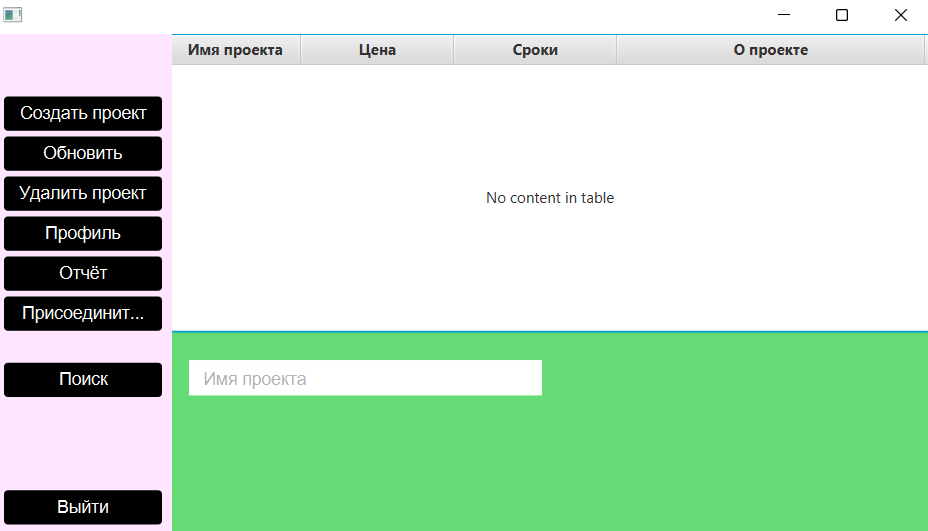 Имя проекта Цена Сроки О проекте
Создать проект
Обновить
Удалить проект
Профиль
Отчёт
Присоединит...
Поиск
Выйти
No content in table
Имя проекта